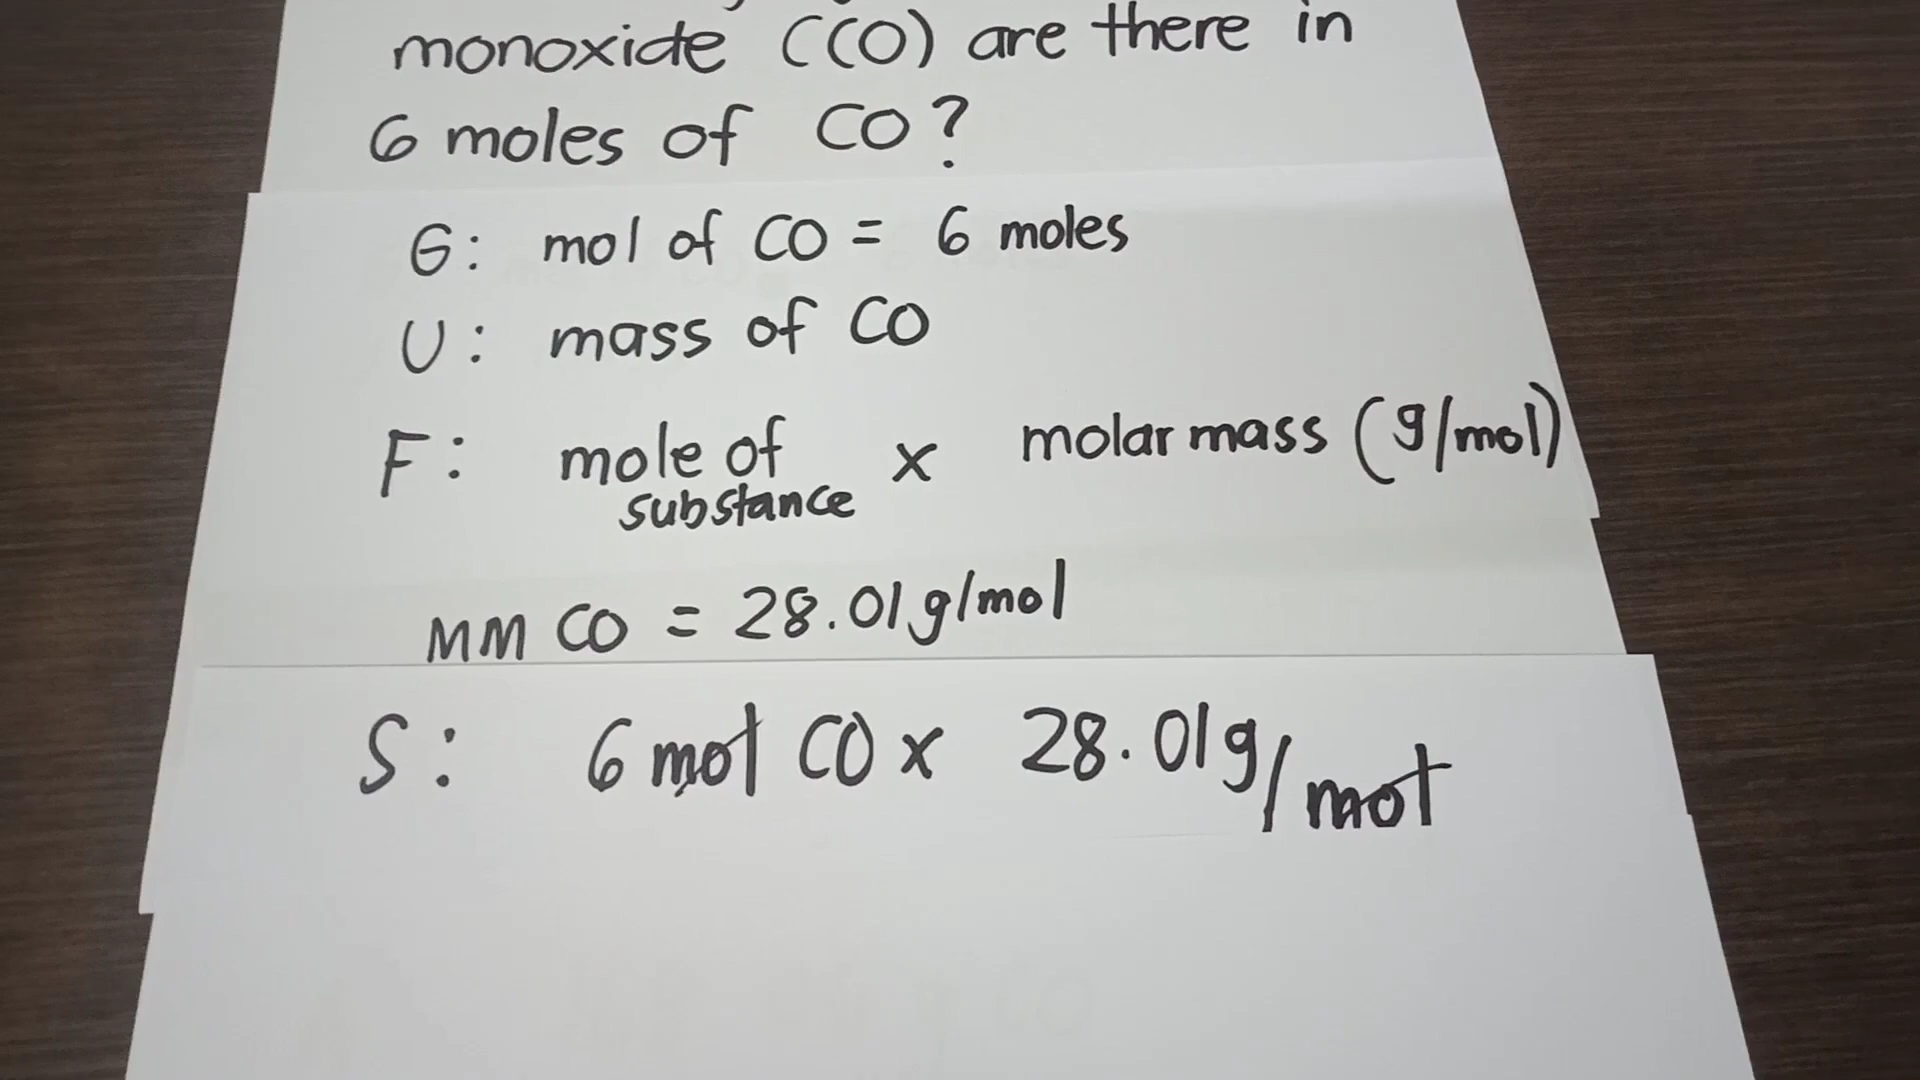 monoxide (CO) are there in
6 moles of CO?
G: mol of CO = 6 moles
U: mass of CO
F: mole of substance x molar mass (g/mol)
MM CO = 28.01 g/mol
S: 6 mol CO x 28.01 g/mol